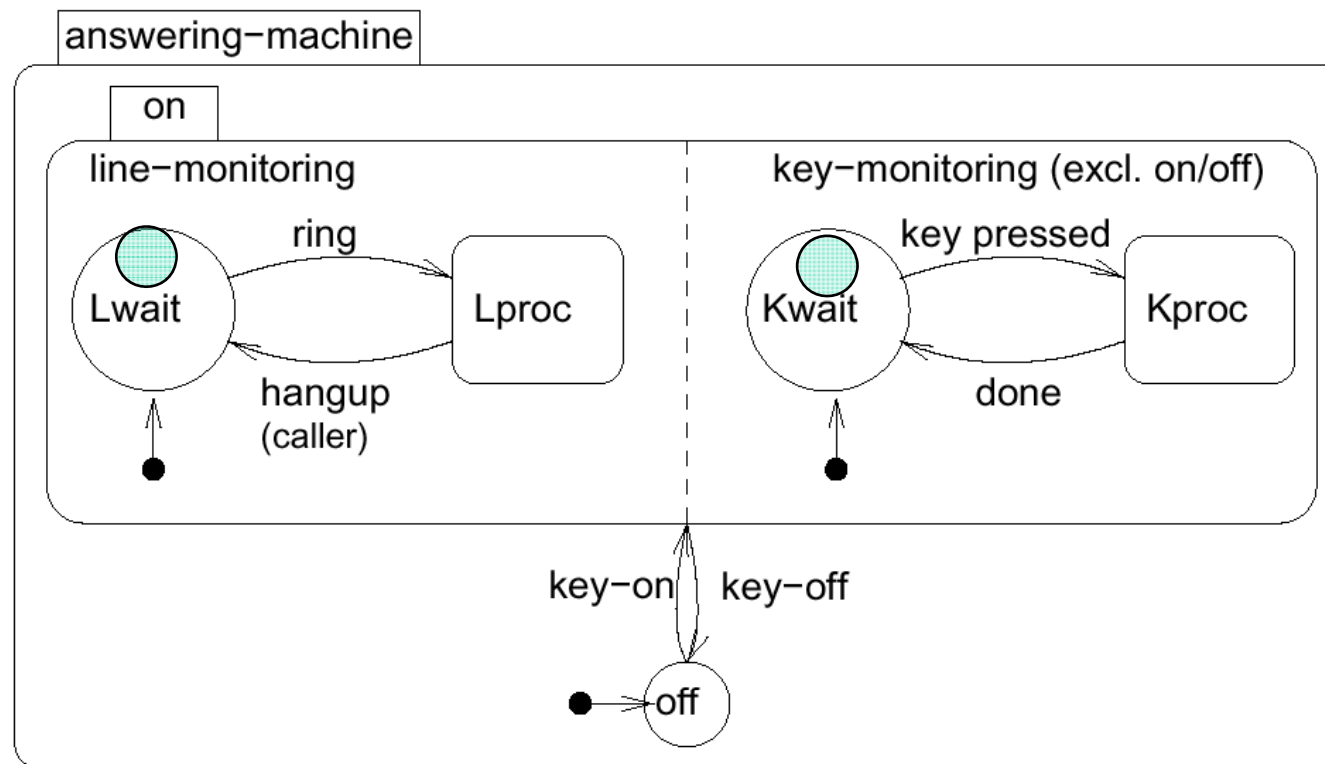 answering−machine
on
line−monitoring
key−monitoring (excl. on/off)
ring
key pressed
Lwait
Lproc
Kwait
Kproc
hangup
(caller)
done
key−on
key−off
off